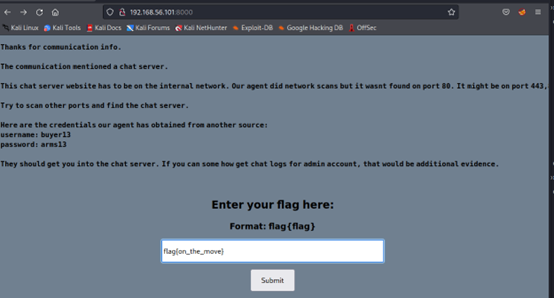 192.168.56.101:8000
Kali Linux Kali Tools Kali Docs Kali Forums Kali NetHunter Exploit-DB Google Hacking DB OffSec
Thanks for communication info.
The communication mentioned a chat server.
This chat server website has to be on the internal network. Our agent did network scans but it wasnt found on port 80. It might be on port 443,
Try to scan other ports and find the chat server.
Here are the credentials our agent has obtained from another source:
username: buyer13
password: arms13
They should get you into the chat server. If you can some how get chat logs for admin account, that would be additional evidence.
Enter your flag here:
Format: flag{flag}
flag{on_the_move}
Submit